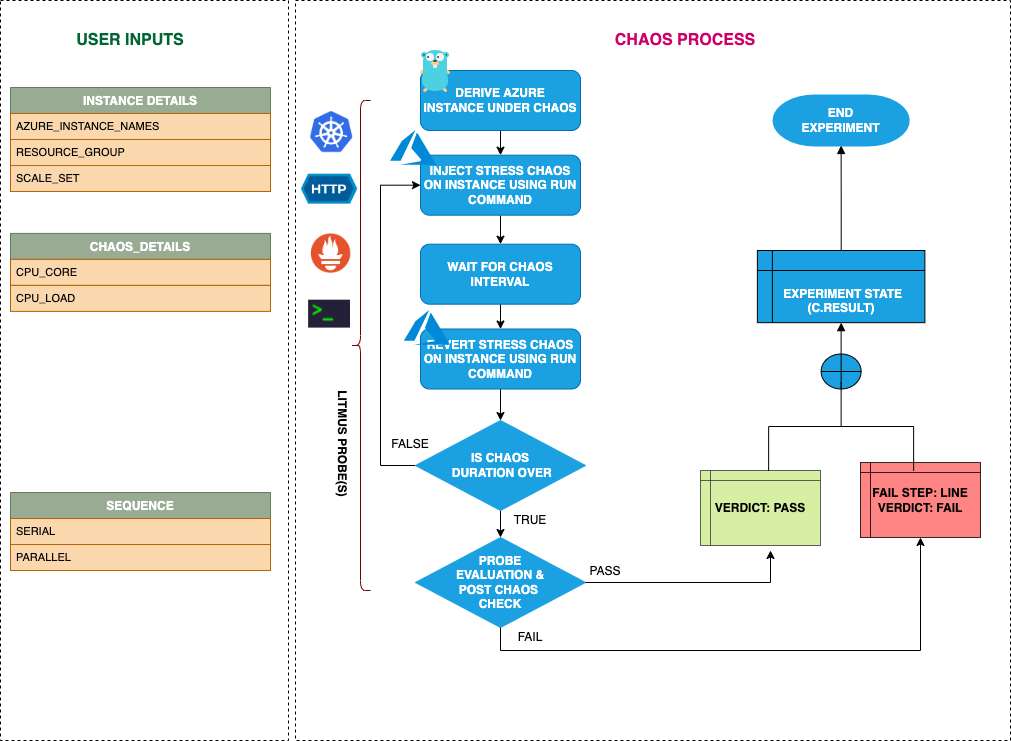 USER INPUTS
INSTANCE DETAILS
AZURE_INSTANCE_NAMES
RESOURCE_GROUP
SCALE_SET
CHAOS_DETAILS
CPU_CORE
CPU_LOAD
SEQUENCE
SERIAL
PARALLEL
CHAOS PROCESS
HTTP
>_
LITMUS PROBE(S)
DERIVE AZURE
INSTANCE UNDER CHAOS
INJECT STRESS CHAOS
ON INSTANCE USING RUN
COMMAND
WAIT FOR CHAOS
INTERVAL
REVERT STRESS CHAOS
ON INSTANCE USING RUN
COMMAND
FALSE
IS CHAOS
DURATION OVER
TRUE
PROBE
EVALUATION &
POST CHAOS
CHECK
PASS
FAIL
VERDICT: PASS
FAIL STEP: LINE
VERDICT: FAIL
EXPERIMENT STATE
(C.RESULT)
END
EXPERIMENT